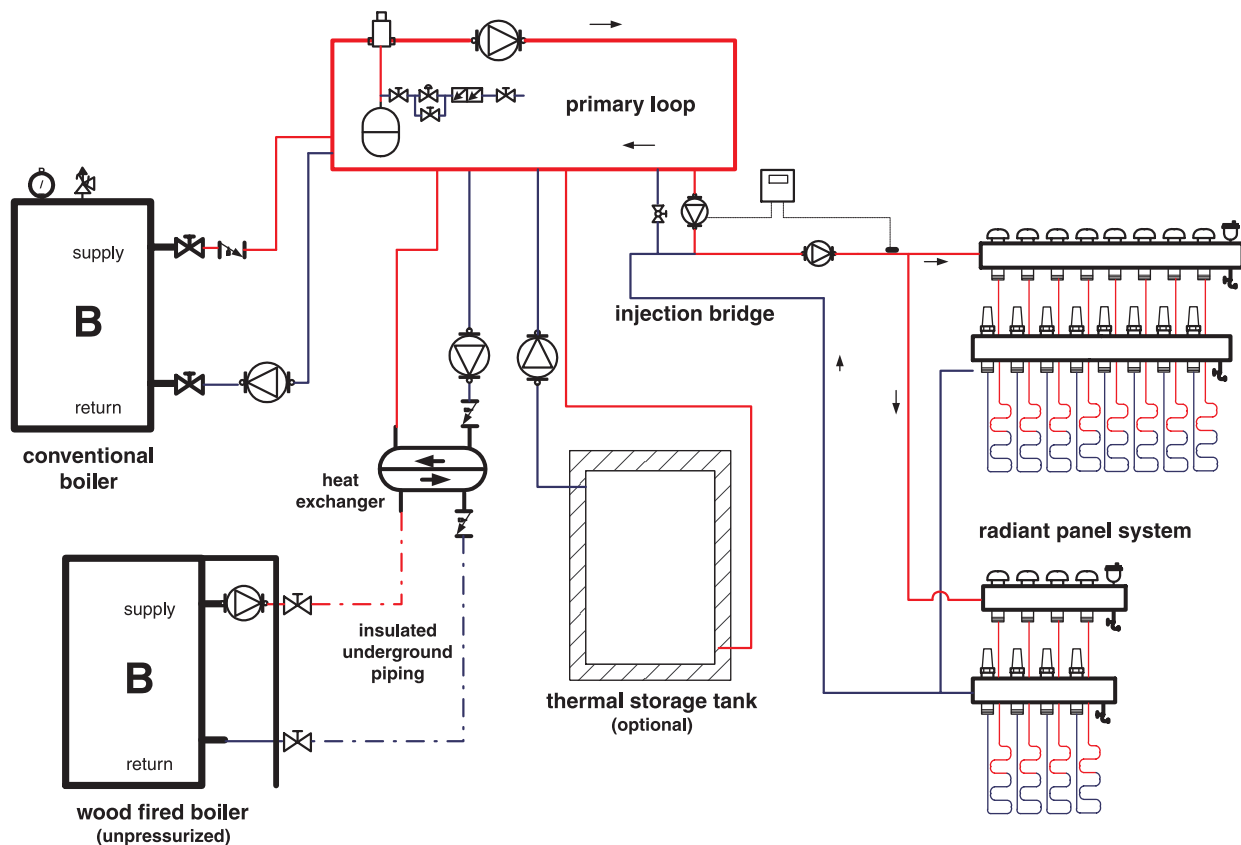 primary loop
supply
B
return
conventional
boiler
injection bridge
heat
exchanger
radiant panel system
supply
B
return
insulated
underground
piping
thermal storage tank
(optional)
wood fired boiler
(unpressurized)